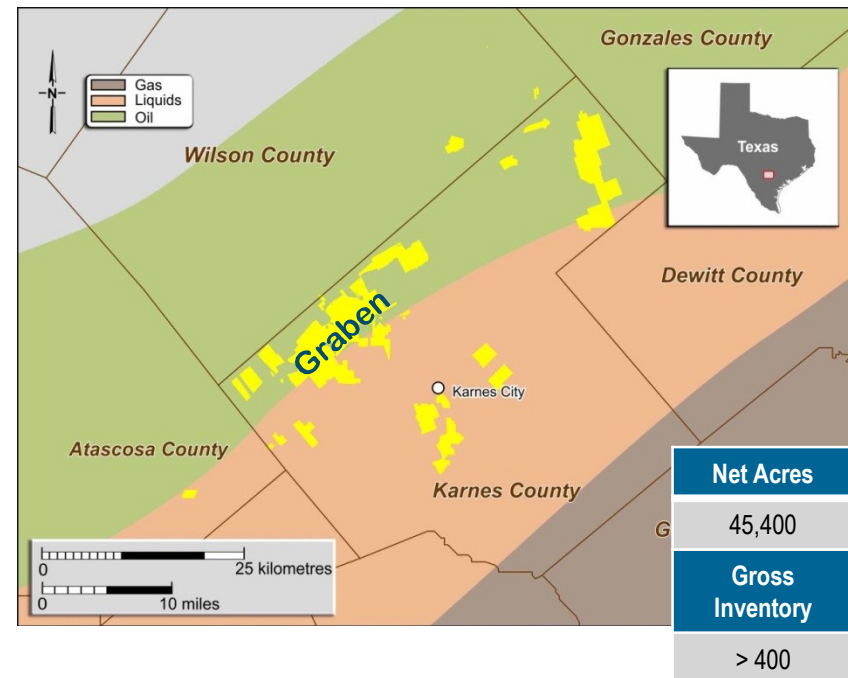 Gonzales County
-N-
Gas
Liquids
Oil
Wilson County
Texas
Dewitt County
Graben
Karnes City
Atascosa County
Karnes County
G
Net Acres
45,400
Gross
Inventory
> 400
0
25 kilometres
0
10 miles